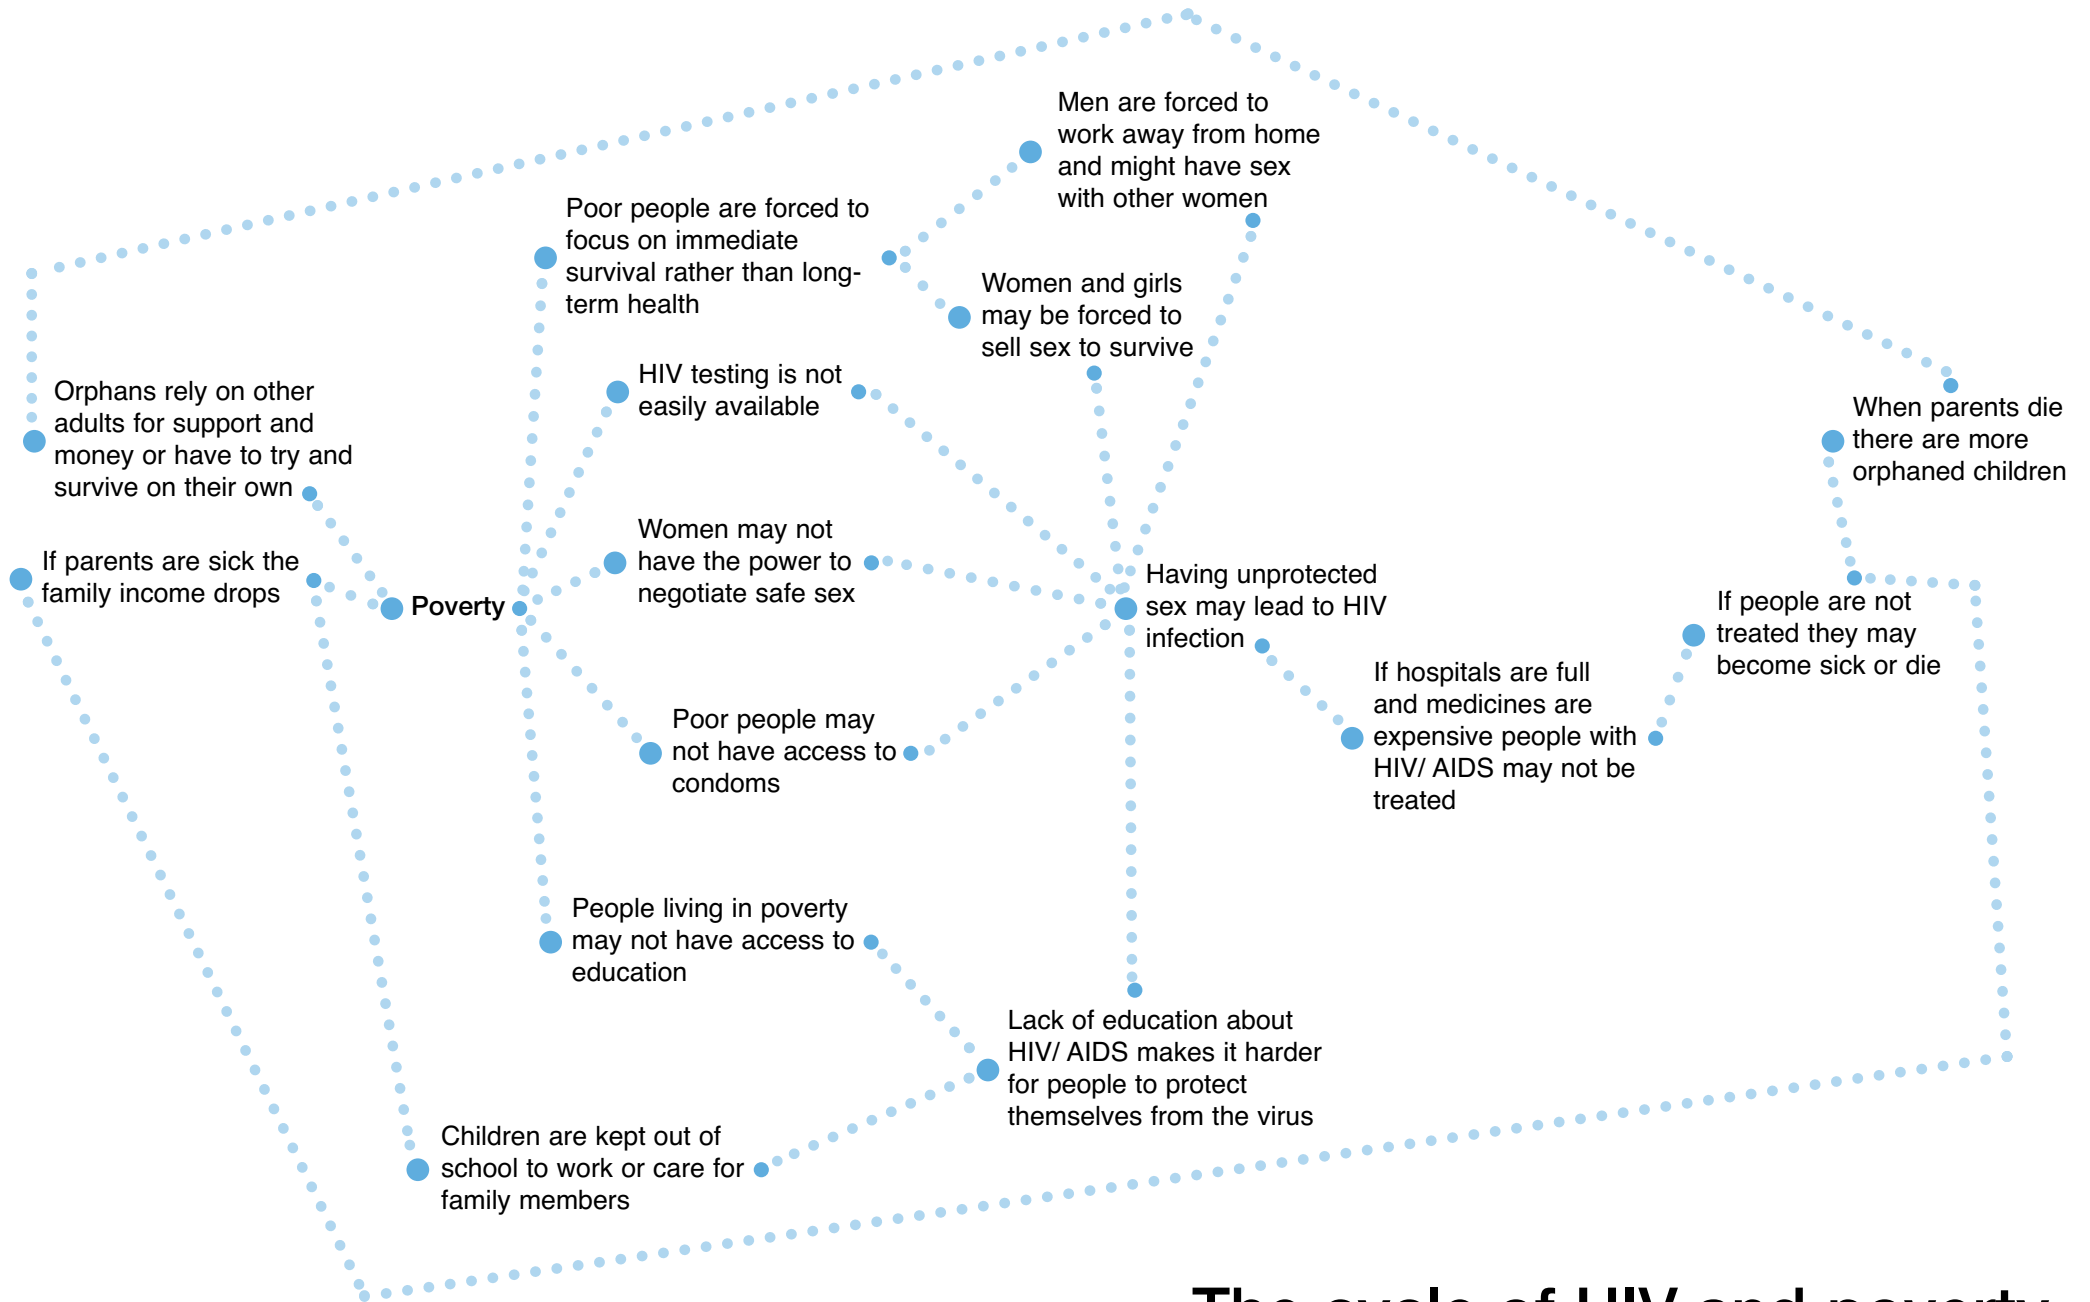 Men are forced to
work away from home
and might have sex
with other women
Poor people are forced to
focus on immediate
survival rather than long-
term health
Women and girls
may be forced to
sell sex to survive
HIV testing is not
easily available
Orphans rely on other
adults for support and
money or have to try and
survive on their own
When parents die
there are more
orphaned children
Women may not
have the power to
negotiate safe sex
If parents are sick the
family income drops
Poverty
Having unprotected
sex may lead to HIV
infection
If people are not
treated they may
become sick or die
If hospitals are full
and medicines are
expensive people with
HIV/ AIDS may not be
treated
Poor people may
not have access to
condoms
People living in poverty
may not have access to
education
Lack of education about
HIV/ AIDS makes it harder
for people to protect
themselves from the virus
Children are kept out of
school to work or care for
family members
The cycle of HIV and poverty